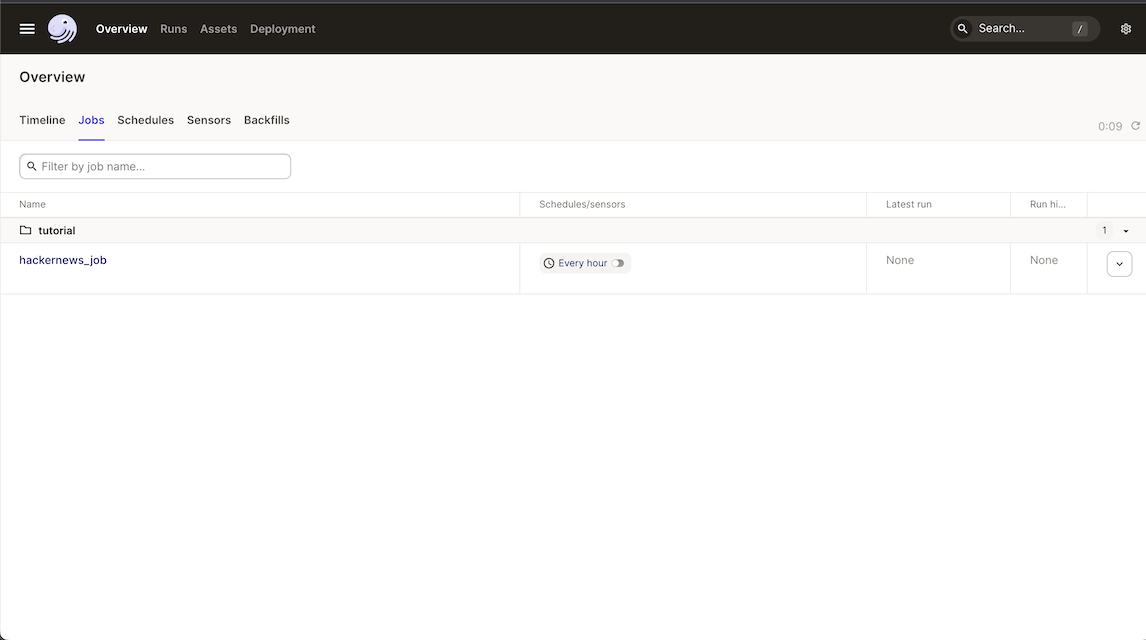 Overview Runs Assets Deployment Search... /
Overview
Timeline Jobs Schedules Sensors Backfills
0:09
Filter by job name...
Name Schedules/sensors Latest run Run hi...
tutorial 1
hackernews_job Every hour None None